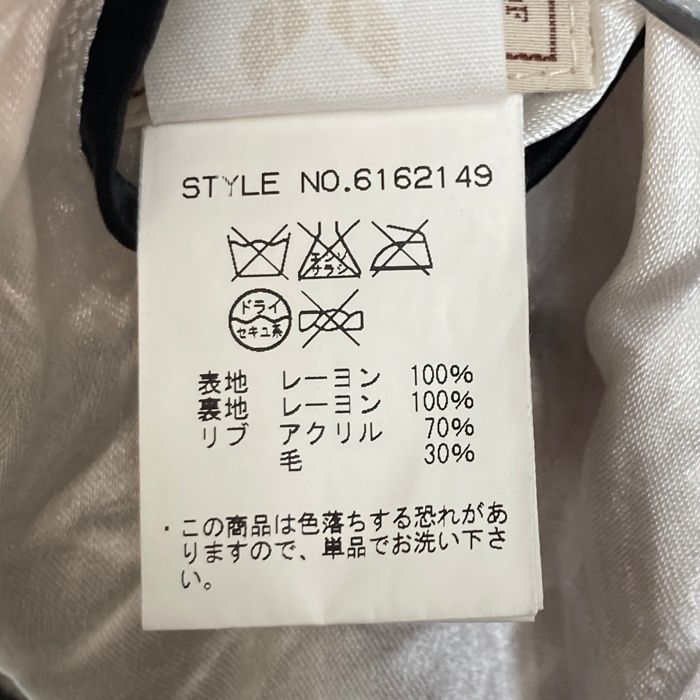 STYLE NO.6162149
エンソ
サラシ
ドライ
セキユ系
表地 レーヨン 100%
裏地 レーヨン 100%
リブ アクリル 70%
毛 30%
・この商品は色落ちする恐れがあ
りますので、単品でお洗い下さ
い。